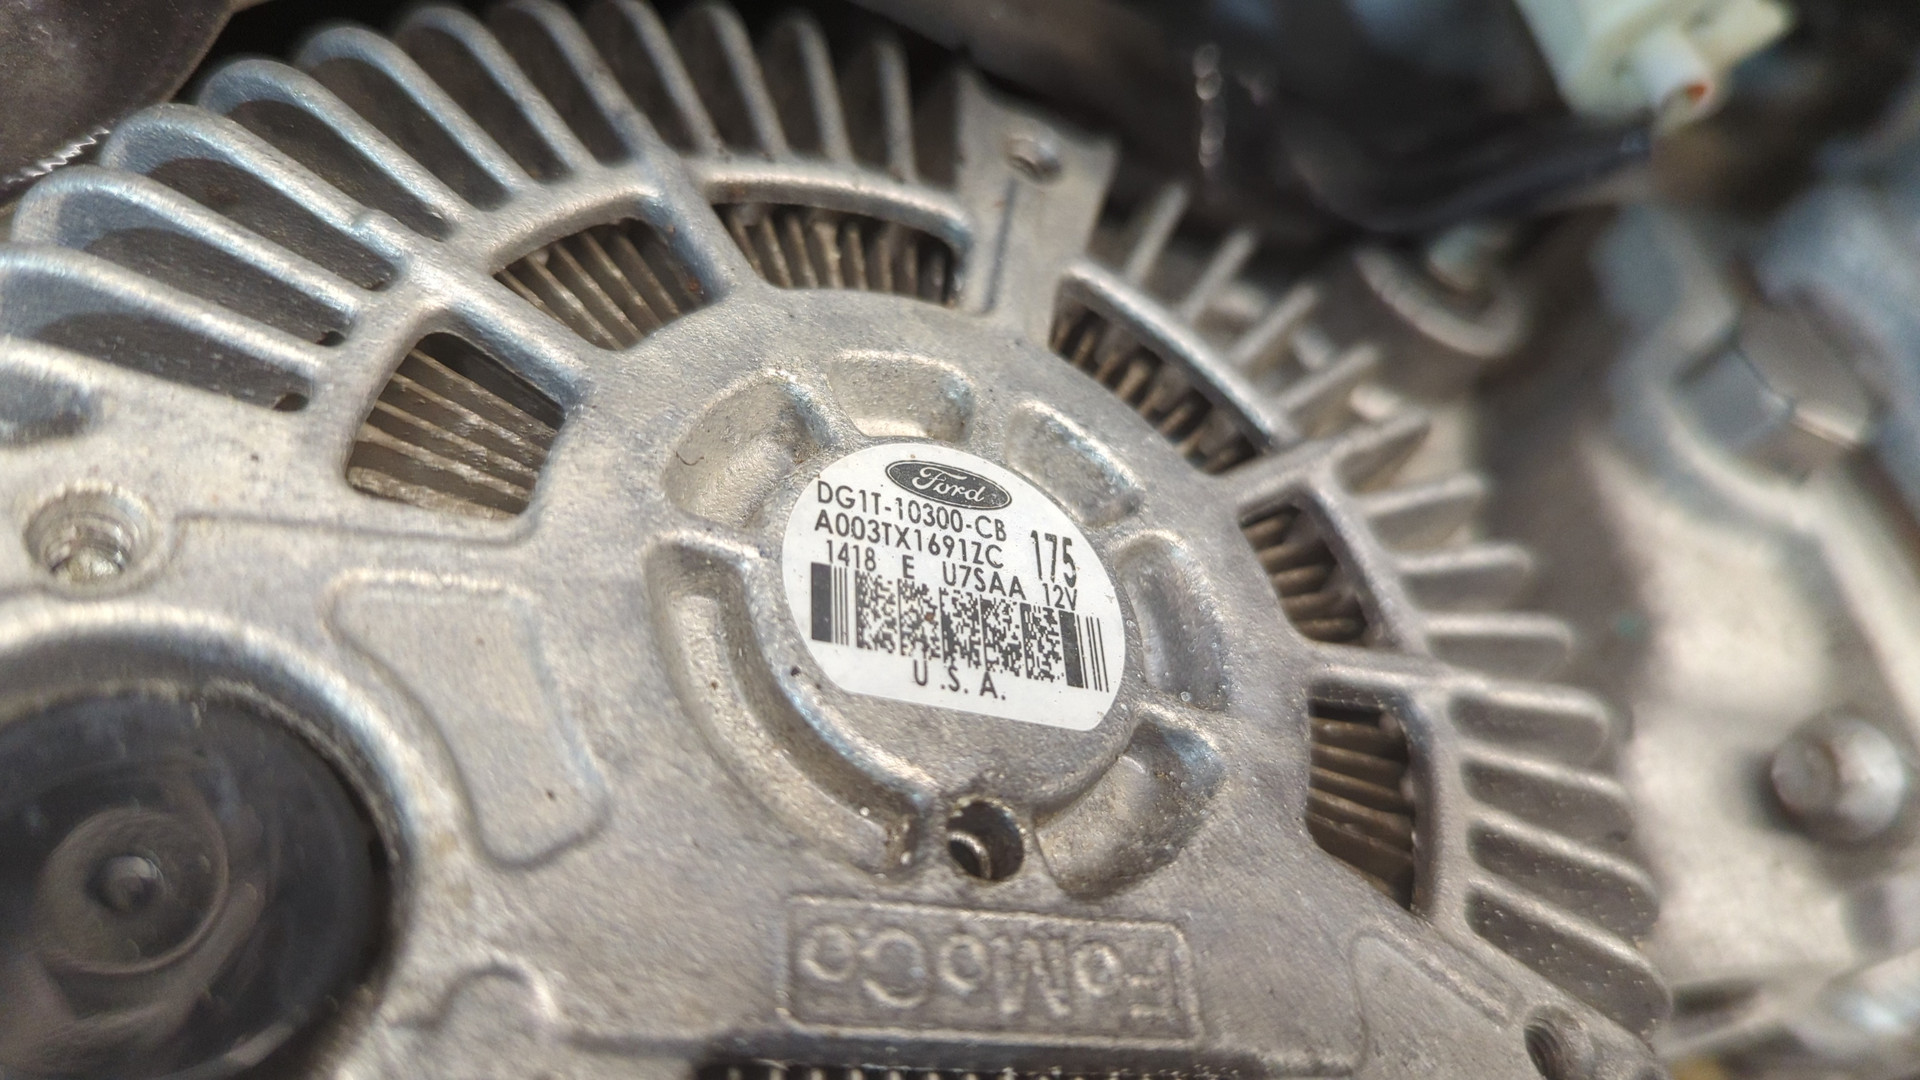 Ford
DG1T-10300-CB
A003TX1691ZC 175
1418 E U7SAA 12V
U.S.A.
FoMoCo